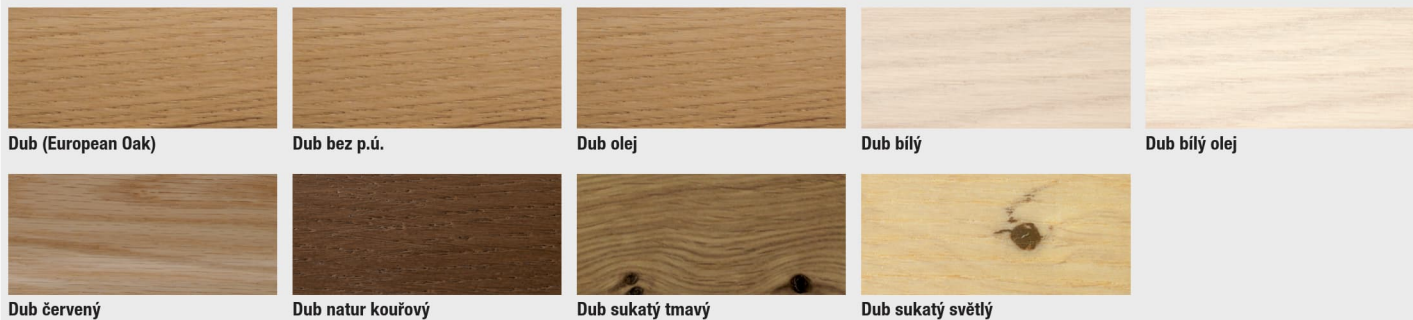 Dub (European Oak)
Dub bez p.ú.
Dub olej
Dub bílý
Dub bílý olej
Dub červený
Dub natur kouřový
Dub sukatý tmavý
Dub sukatý světlý